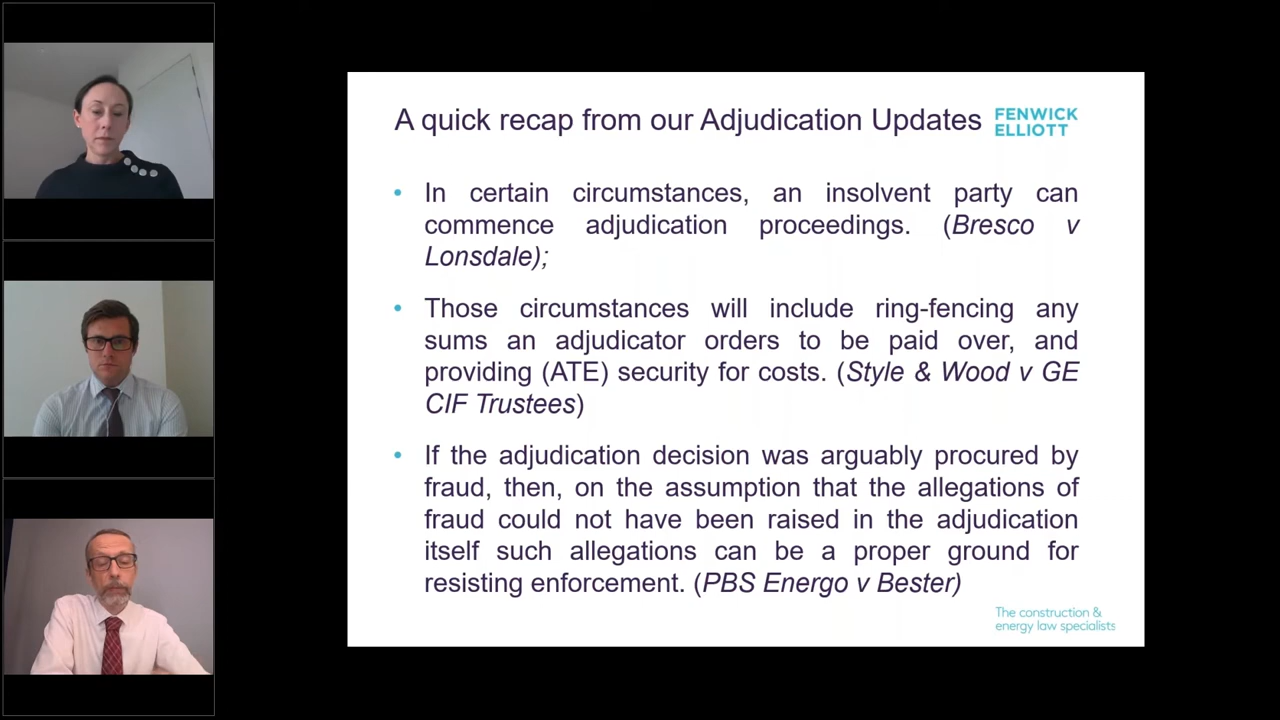 A quick recap from our Adjudication Updates
FENWICK
ELLIOTT
• In certain circumstances, an insolvent party can
commence adjudication proceedings. (Bresco v
Lonsdale);
• Those circumstances will include ring-fencing any
sums an adjudicator orders to be paid over, and
providing (ATE) security for costs. (Style & Wood v GE
CIF Trustees)
• If the adjudication decision was arguably procured by
fraud, then, on the assumption that the allegations of
fraud could not have been raised in the adjudication
itself such allegations can be a proper ground for
resisting enforcement. (PBS Energo v Bester)
The construction &
energy law specialists